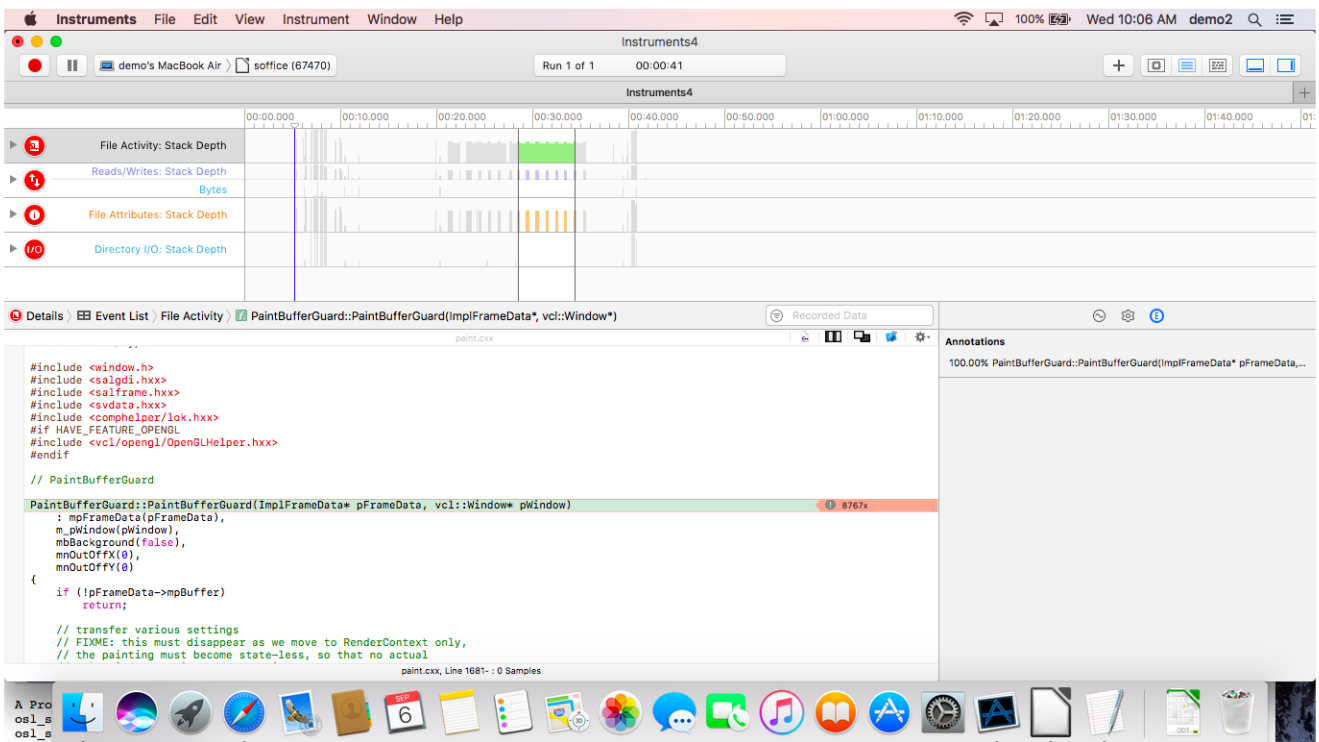 Instruments File Edit View Instrument Window Help 100% Wed 10:06 AM demo2
Instruments4
demo's MacBook Air soffice (67470) Run 1 of 1 00:00:41
Instruments4
00:00.000 00:10.000 00:20.000 00:30.000 00:40.000 00:50.000 01:00.000 01:10.000 01:20.000 01:30.000 01:40.000 01:
File Activity: Stack Depth
Reads/Writes: Stack Depth
Bytes
File Attributes: Stack Depth
I/O Directory I/O: Stack Depth
Details Event List File Activity PaintBufferGuard::PaintBufferGuard(ImplFrameData*, vcl::Window*) Recorded Data
paint.cxx
Annotations
100.00% PaintBufferGuard::PaintBufferGuard(ImplFrameData* pFrameData,...
#include <window.h>
#include <salgdi.hxx>
#include <salframe.hxx>
#include <svdata.hxx>
#include <comphelper/lok.hxx>
#if HAVE_FEATURE_OPENGL
#include <vcl/opengl/OpenGLHelper.hxx>
#endif
// PaintBufferGuard
PaintBufferGuard::PaintBufferGuard(ImplFrameData* pFrameData, vcl::Window* pWindow) 8767x
: mpFrameData(pFrameData),
m_pWindow(pWindow),
mbBackground(false),
mnOutOffX(0),
mnOutOffY(0)
{
if (!pFrameData->mpBuffer)
return;
// transfer various settings
// FIXME: this must disappear as we move to RenderContext only,
// the painting must become state-less, so that no actual
paint.cxx, Line 1681- : 0 Samples
A Pro
osl_s
osl_s
SEP
6
3D